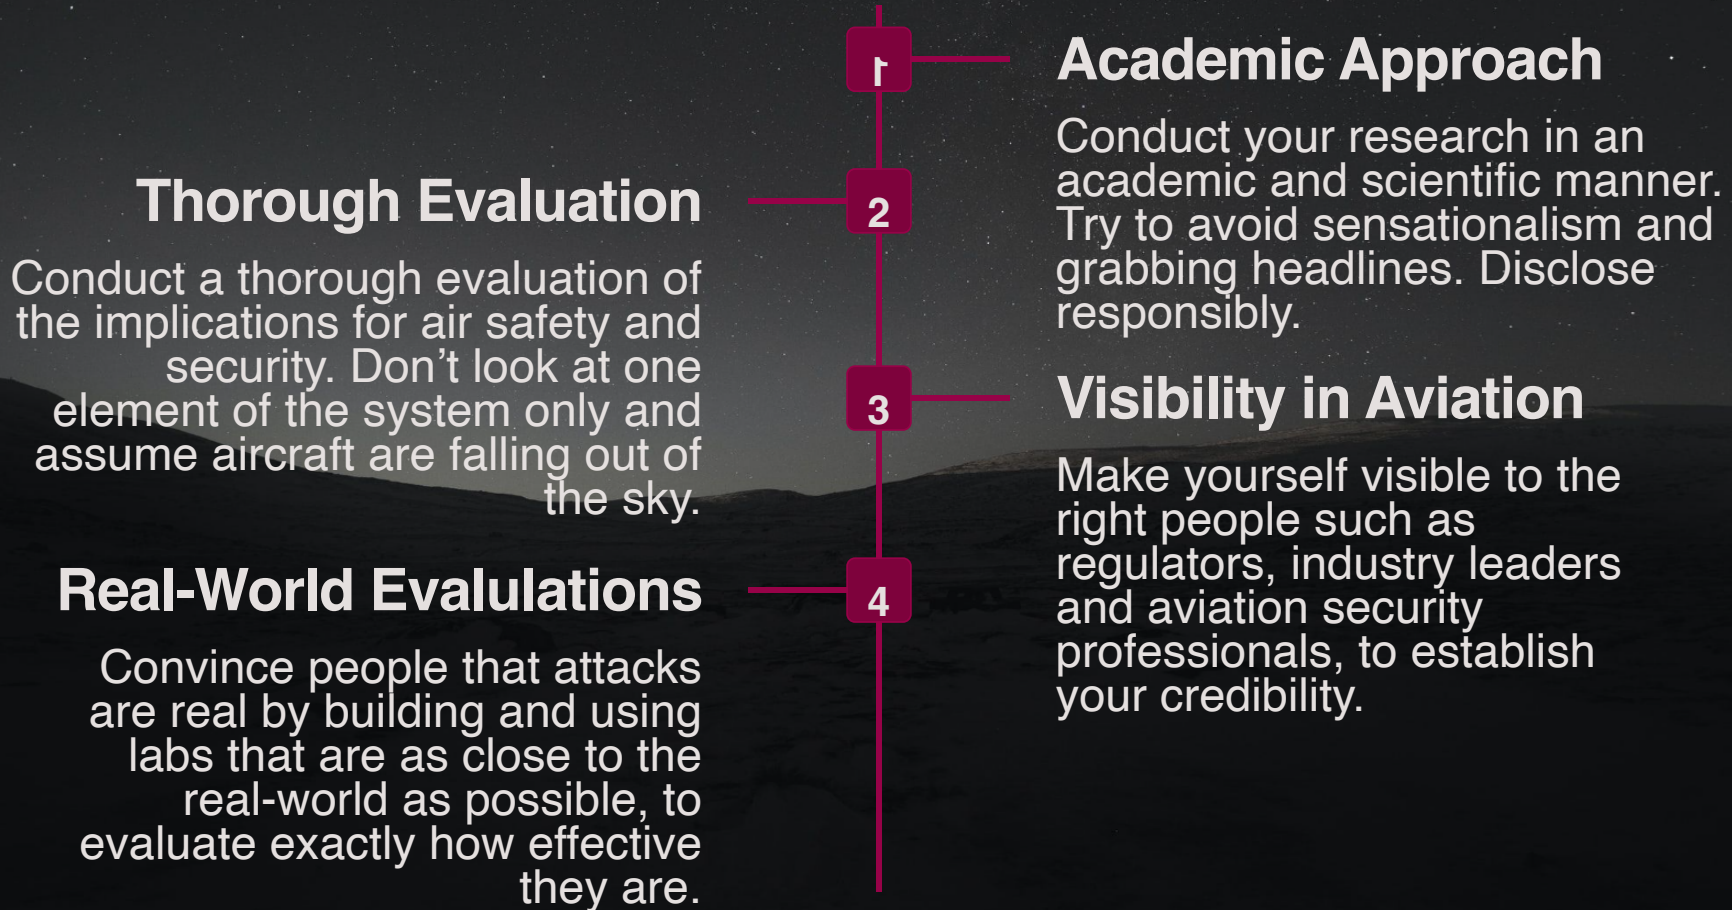 1
Academic Approach
Conduct your research in an
academic and scientific manner.
Try to avoid sensationalism and
grabbing headlines. Disclose
responsibly.
2
Thorough Evaluation
Conduct a thorough evaluation of
the implications for air safety and
security. Don’t look at one
element of the system only and
assume aircraft are falling out of
the sky.
3
Visibility in Aviation
Make yourself visible to the
right people such as
regulators, industry leaders
and aviation security
professionals, to establish
your credibility.
4
Real-World Evalulations
Convince people that attacks
are real by building and using
labs that are as close to the
real-world as possible, to
evaluate exactly how effective
they are.